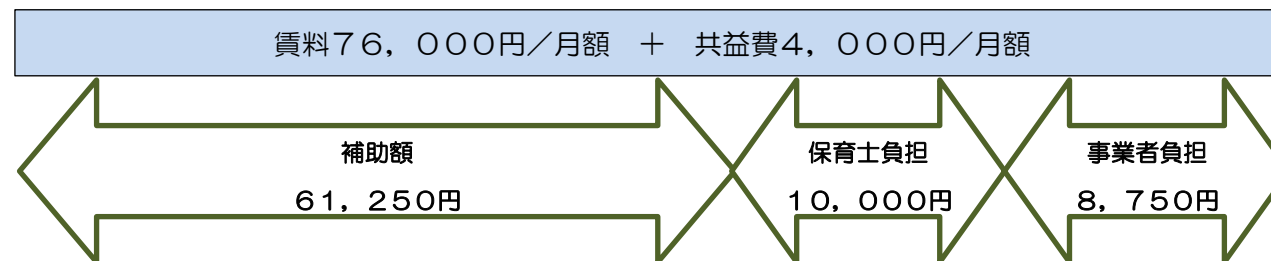 賃料76，000円／月額　＋　共益費4，000円／月額
補助額
61，250円
保育士負担
10，000円
事業者負担
8，750円